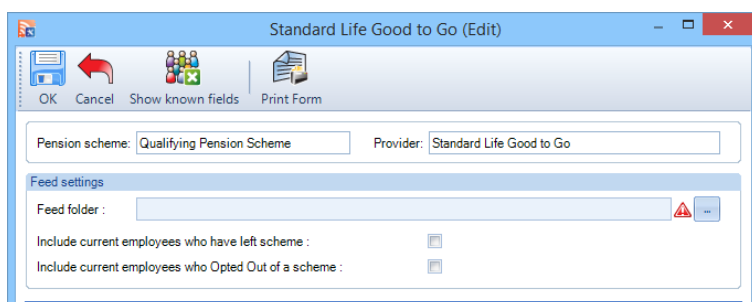 Standard Life Good to Go (Edit)
OK Cancel Show known fields Print Form
Pension scheme: Qualifying Pension Scheme Provider: Standard Life Good to Go
Feed settings
Feed folder :
...
Include current employees who have left scheme :
Include current employees who Opted Out of a scheme :